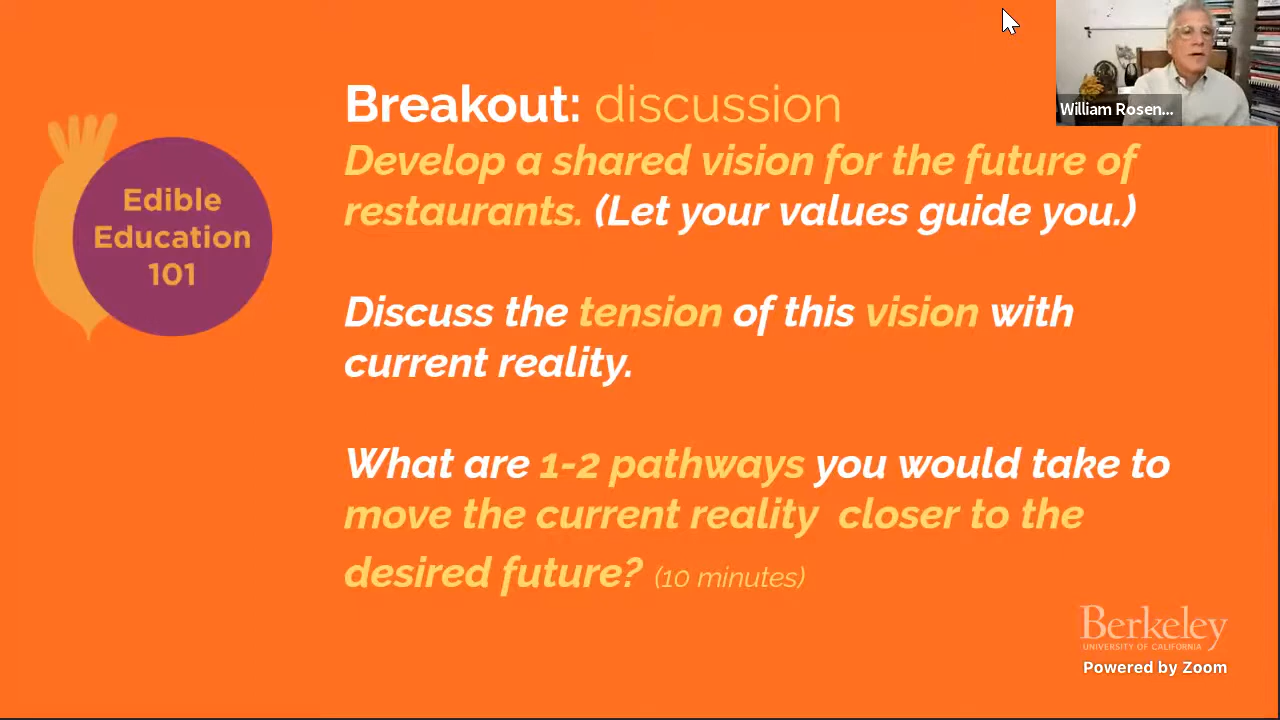 William Rosen...
Breakout: discussion
Develop a shared vision for the future of
restaurants. (Let your values guide you.)
Edible
Education
101
Discuss the tension of this vision with
current reality.
What are 1-2 pathways you would take to
move the current reality closer to the
desired future? (10 minutes)
Berkeley
UNIVERSITY OF CALIFORNIA
Powered by Zoom